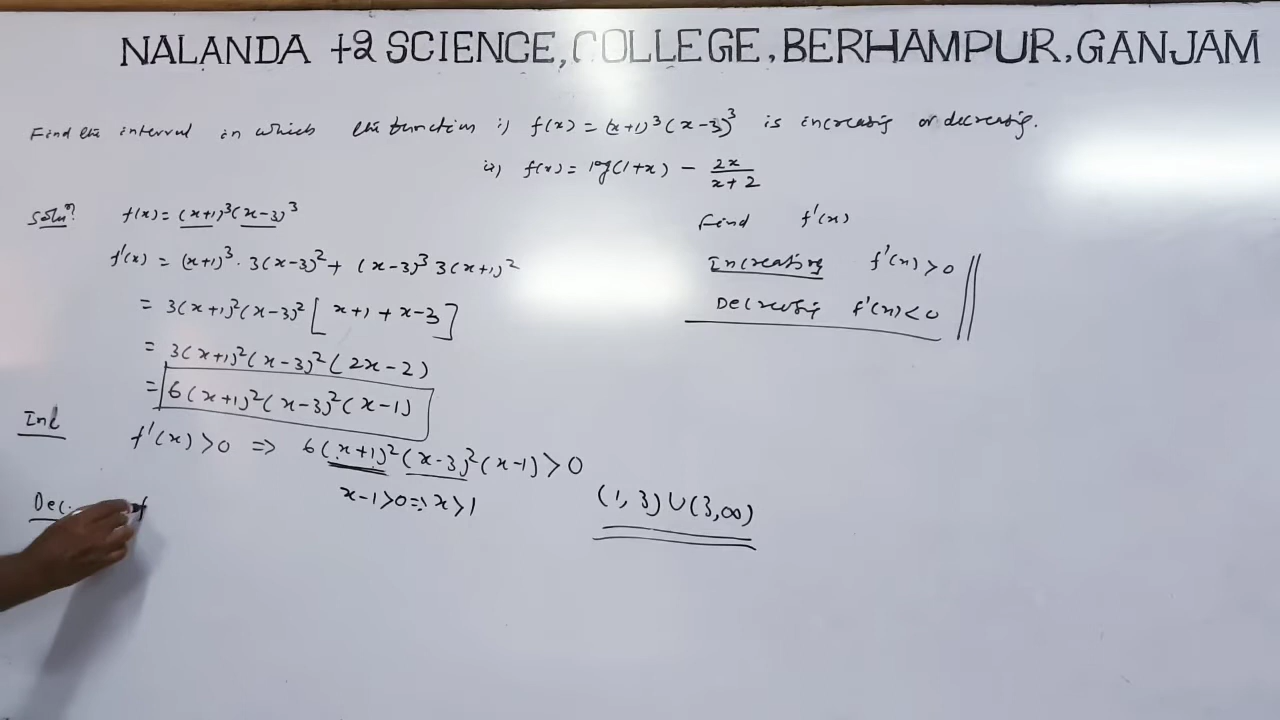 NALANDA +2 SCIENCE, COLLEGE, BERHAMPUR, GANJAM
Find the interval in which the function i) f(x) = (x+1)³(x-3)³ is increasing or decreasing.
ii) f(x) = log(1+x) - 2x/(x+2)
Soln? f(x) = (x+1)³(x-3)³
f'(x) = (x+1)³ . 3(x-3)² + (x-3)³ 3(x+1)²
= 3(x+1)²(x-3)² [x+1 + x-3]
= 3(x+1)²(x-3)²(2x-2)
= 6(x+1)²(x-3)²(x-1)
Inc f'(x)>0 => 6(x+1)²(x-3)²(x-1)>0
x-1>0 => x>1
(1, 3)∪(3,∞)
Dec: f
Find f'(x)
Increasing f'(x)>0
Decreasing f'(x)<0